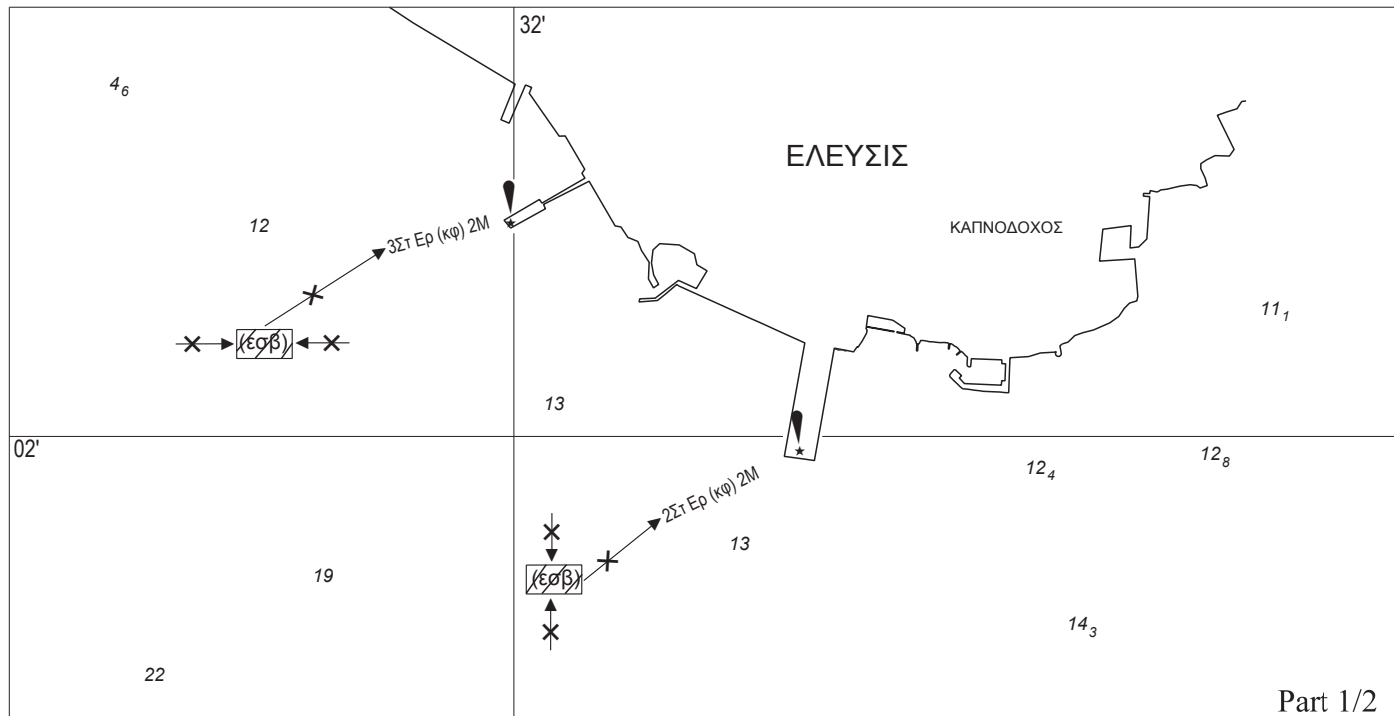 32'
4₆
ΕΛΕΥΣΙΣ
12
ΚΑΠΝΟΔΟΧΟΣ
3Στ Ερ (κφ) 2Μ
11₁
(εσβ)
13
02'
12₈
12₄
2Στ Ερ (κφ) 2Μ
13
19
(εσβ)
14₃
22
Part 1/2